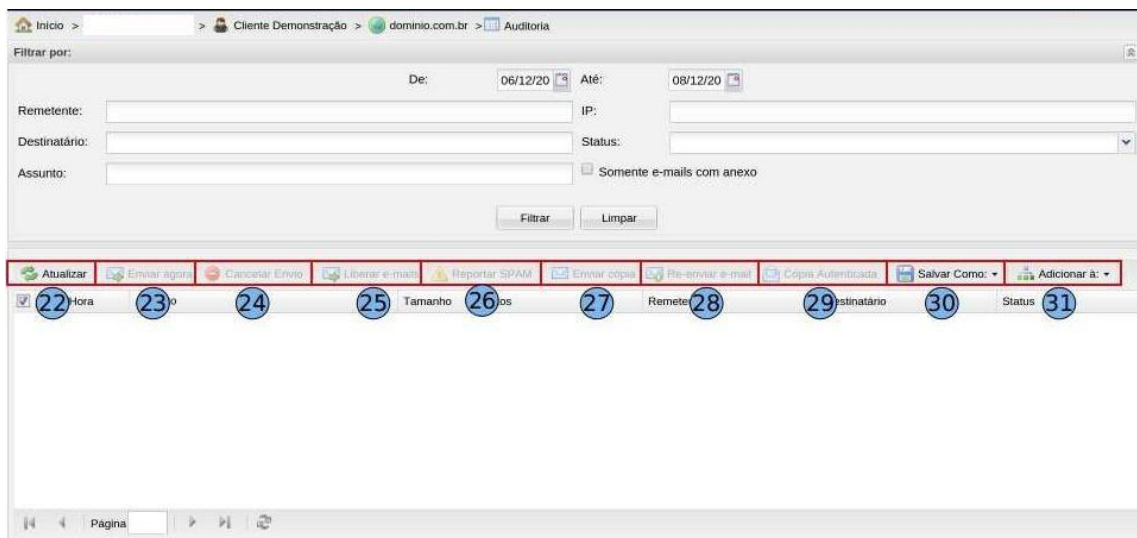 Início > > Cliente Demonstração > dominio.com.br > Auditoria
Filtrar por:
De: 06/12/20 Até: 08/12/20
Remetente: IP:
Destinatário: Status:
Assunto: Somente e-mails com anexo
Filtrar Limpar
Atualizar Enviar agora Cancelar Envio Liberar e-mails Reportar SPAM Enviar cópia Re-enviar e-mail Cópia Autenticada Salvar Como: Adicionar à:
22 Hora 23 o 24 25 Tamanho 26 os 27 Remete 28 29 estinatário 30 Status 31
Página